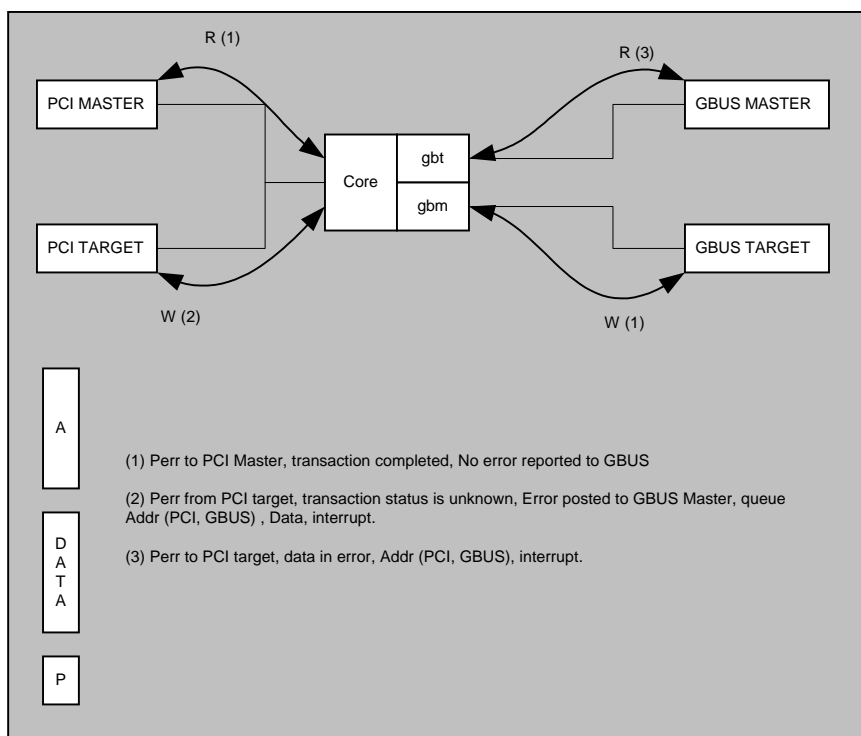 R (1)
R (3)
PCI MASTER
GBUS MASTER
Core
gbt
gbm
PCI TARGET
GBUS TARGET
W (2)
W (1)
A
(1) Perr to PCI Master, transaction completed, No error reported to GBUS
(2) Perr from PCI target, transaction status is unknown, Error posted to GBUS Master, queue
Addr (PCI, GBUS) , Data, interrupt.
(3) Perr to PCI target, data in error, Addr (PCI, GBUS), interrupt.
D
A
T
A
P